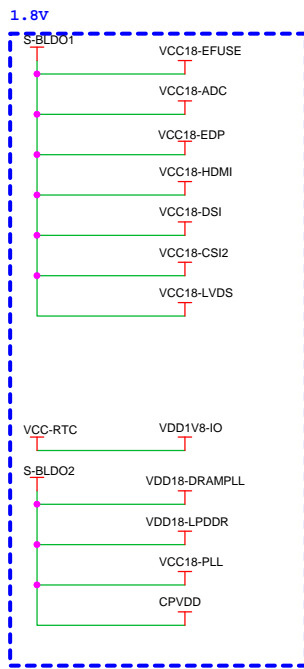 1.8V
S-BLDO1
VCC18-EFUSE
VCC18-ADC
VCC18-EDP
VCC18-HDMI
VCC18-DSI
VCC18-CSI2
VCC18-LVDS
VCC-RTC
VDD1V8-IO
S-BLDO2
VDD18-DRAMPLL
VDD18-LPDDR
VCC18-PLL
CPVDD